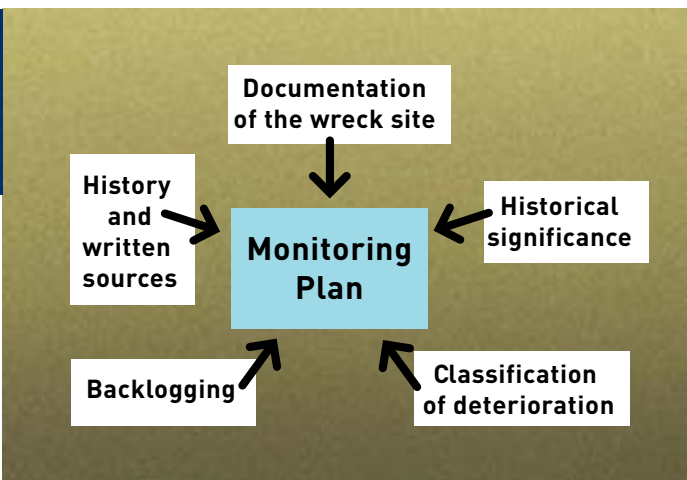 Documentation
of the wreck site
History
and
written
sources
Historical
significance
Monitoring
Plan
Backlogging
Classification
of deterioration